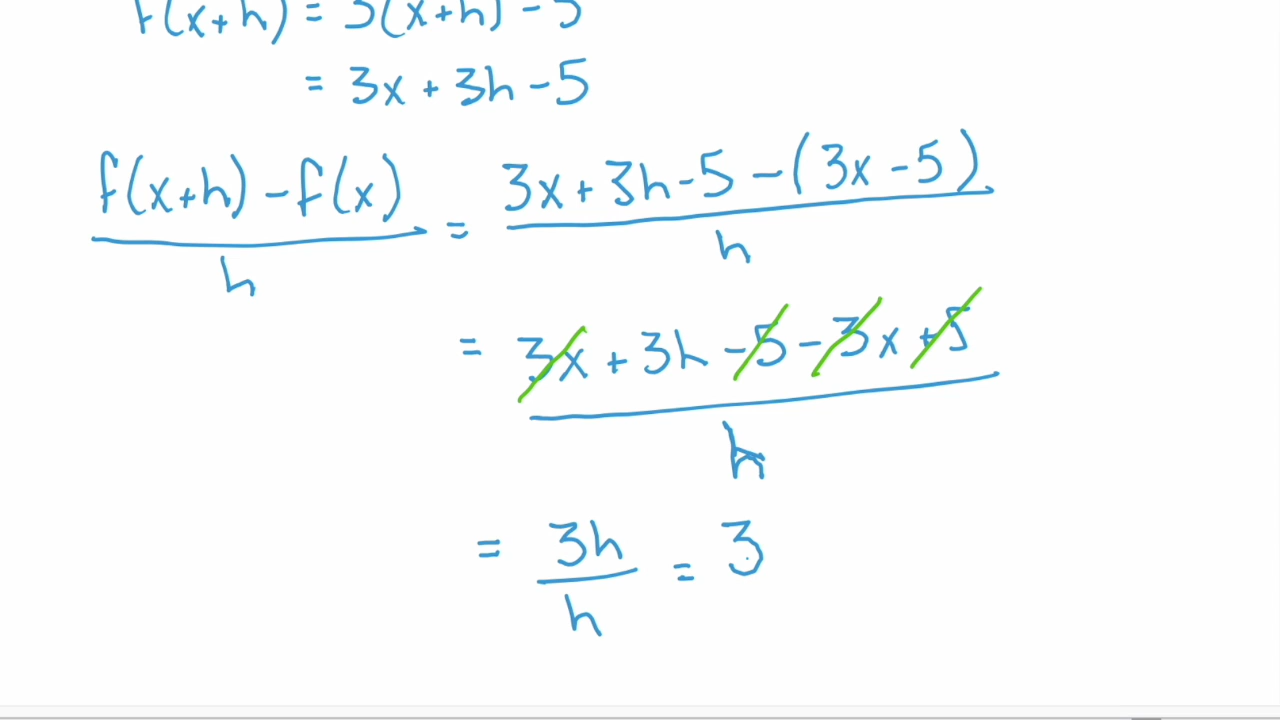 f(x+h) = 3(x+h) - 5
= 3x + 3h - 5
f(x+h) - f(x) / h = 3x + 3h - 5 - (3x - 5) / h
= 3x + 3h - 5 - 3x + 5 / h
= 3h / h = 3